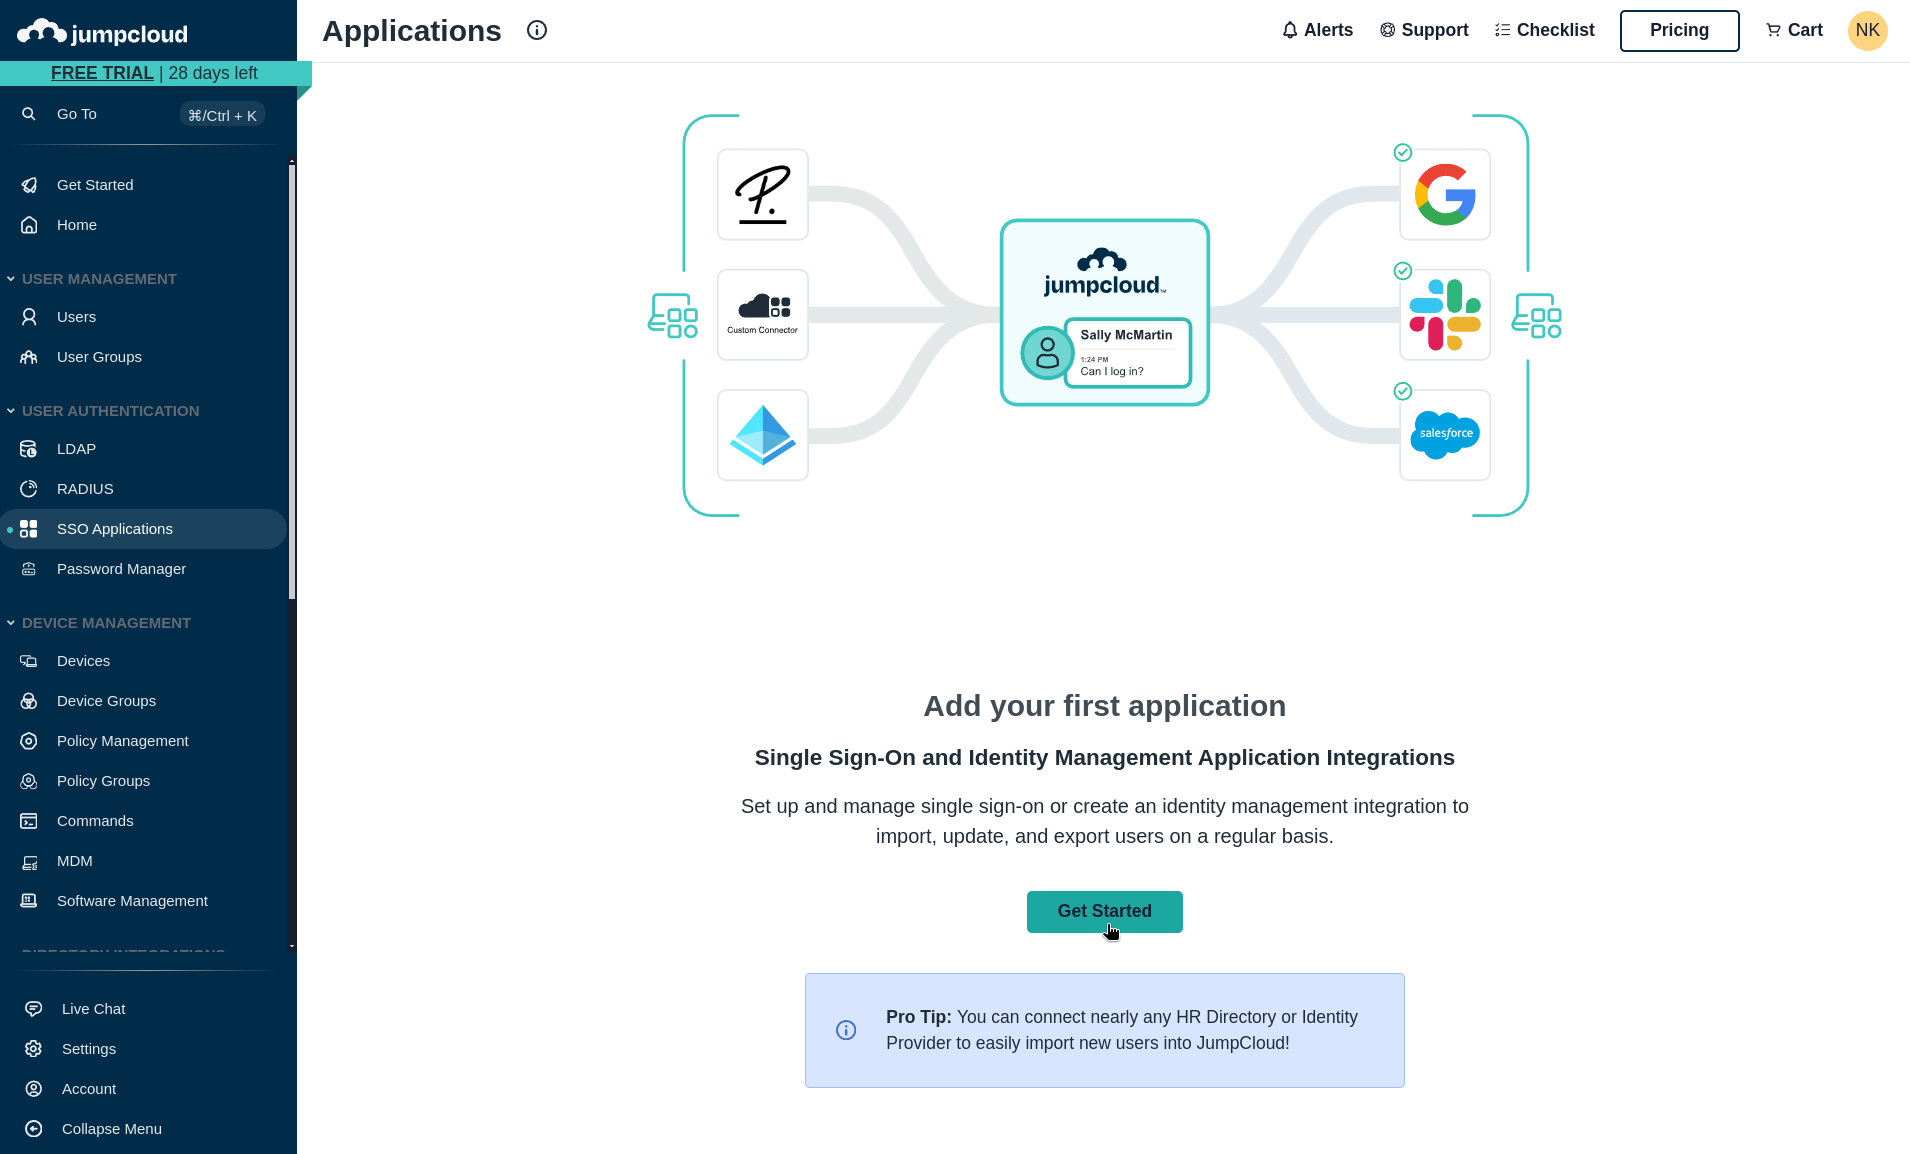 jumpcloud
Applications
Alerts
Support
Checklist
Pricing
Cart
NK
FREE TRIAL | 28 days left
Go To
⌘/Ctrl + K
Get Started
Home
USER MANAGEMENT
Users
User Groups
USER AUTHENTICATION
LDAP
RADIUS
SSO Applications
Password Manager
DEVICE MANAGEMENT
Devices
Device Groups
Policy Management
Policy Groups
Commands
MDM
Software Management
DIRECTORY INTEGRATIONS
Live Chat
Settings
Account
Collapse Menu
P.
Custom Connector
jumpcloud™
Sally McMartin
1:24 PM
Can I log in?
salesforce
Add your first application
Single Sign-On and Identity Management Application Integrations
Set up and manage single sign-on or create an identity management integration to
import, update, and export users on a regular basis.
Get Started
Pro Tip: You can connect nearly any HR Directory or Identity
Provider to easily import new users into JumpCloud!